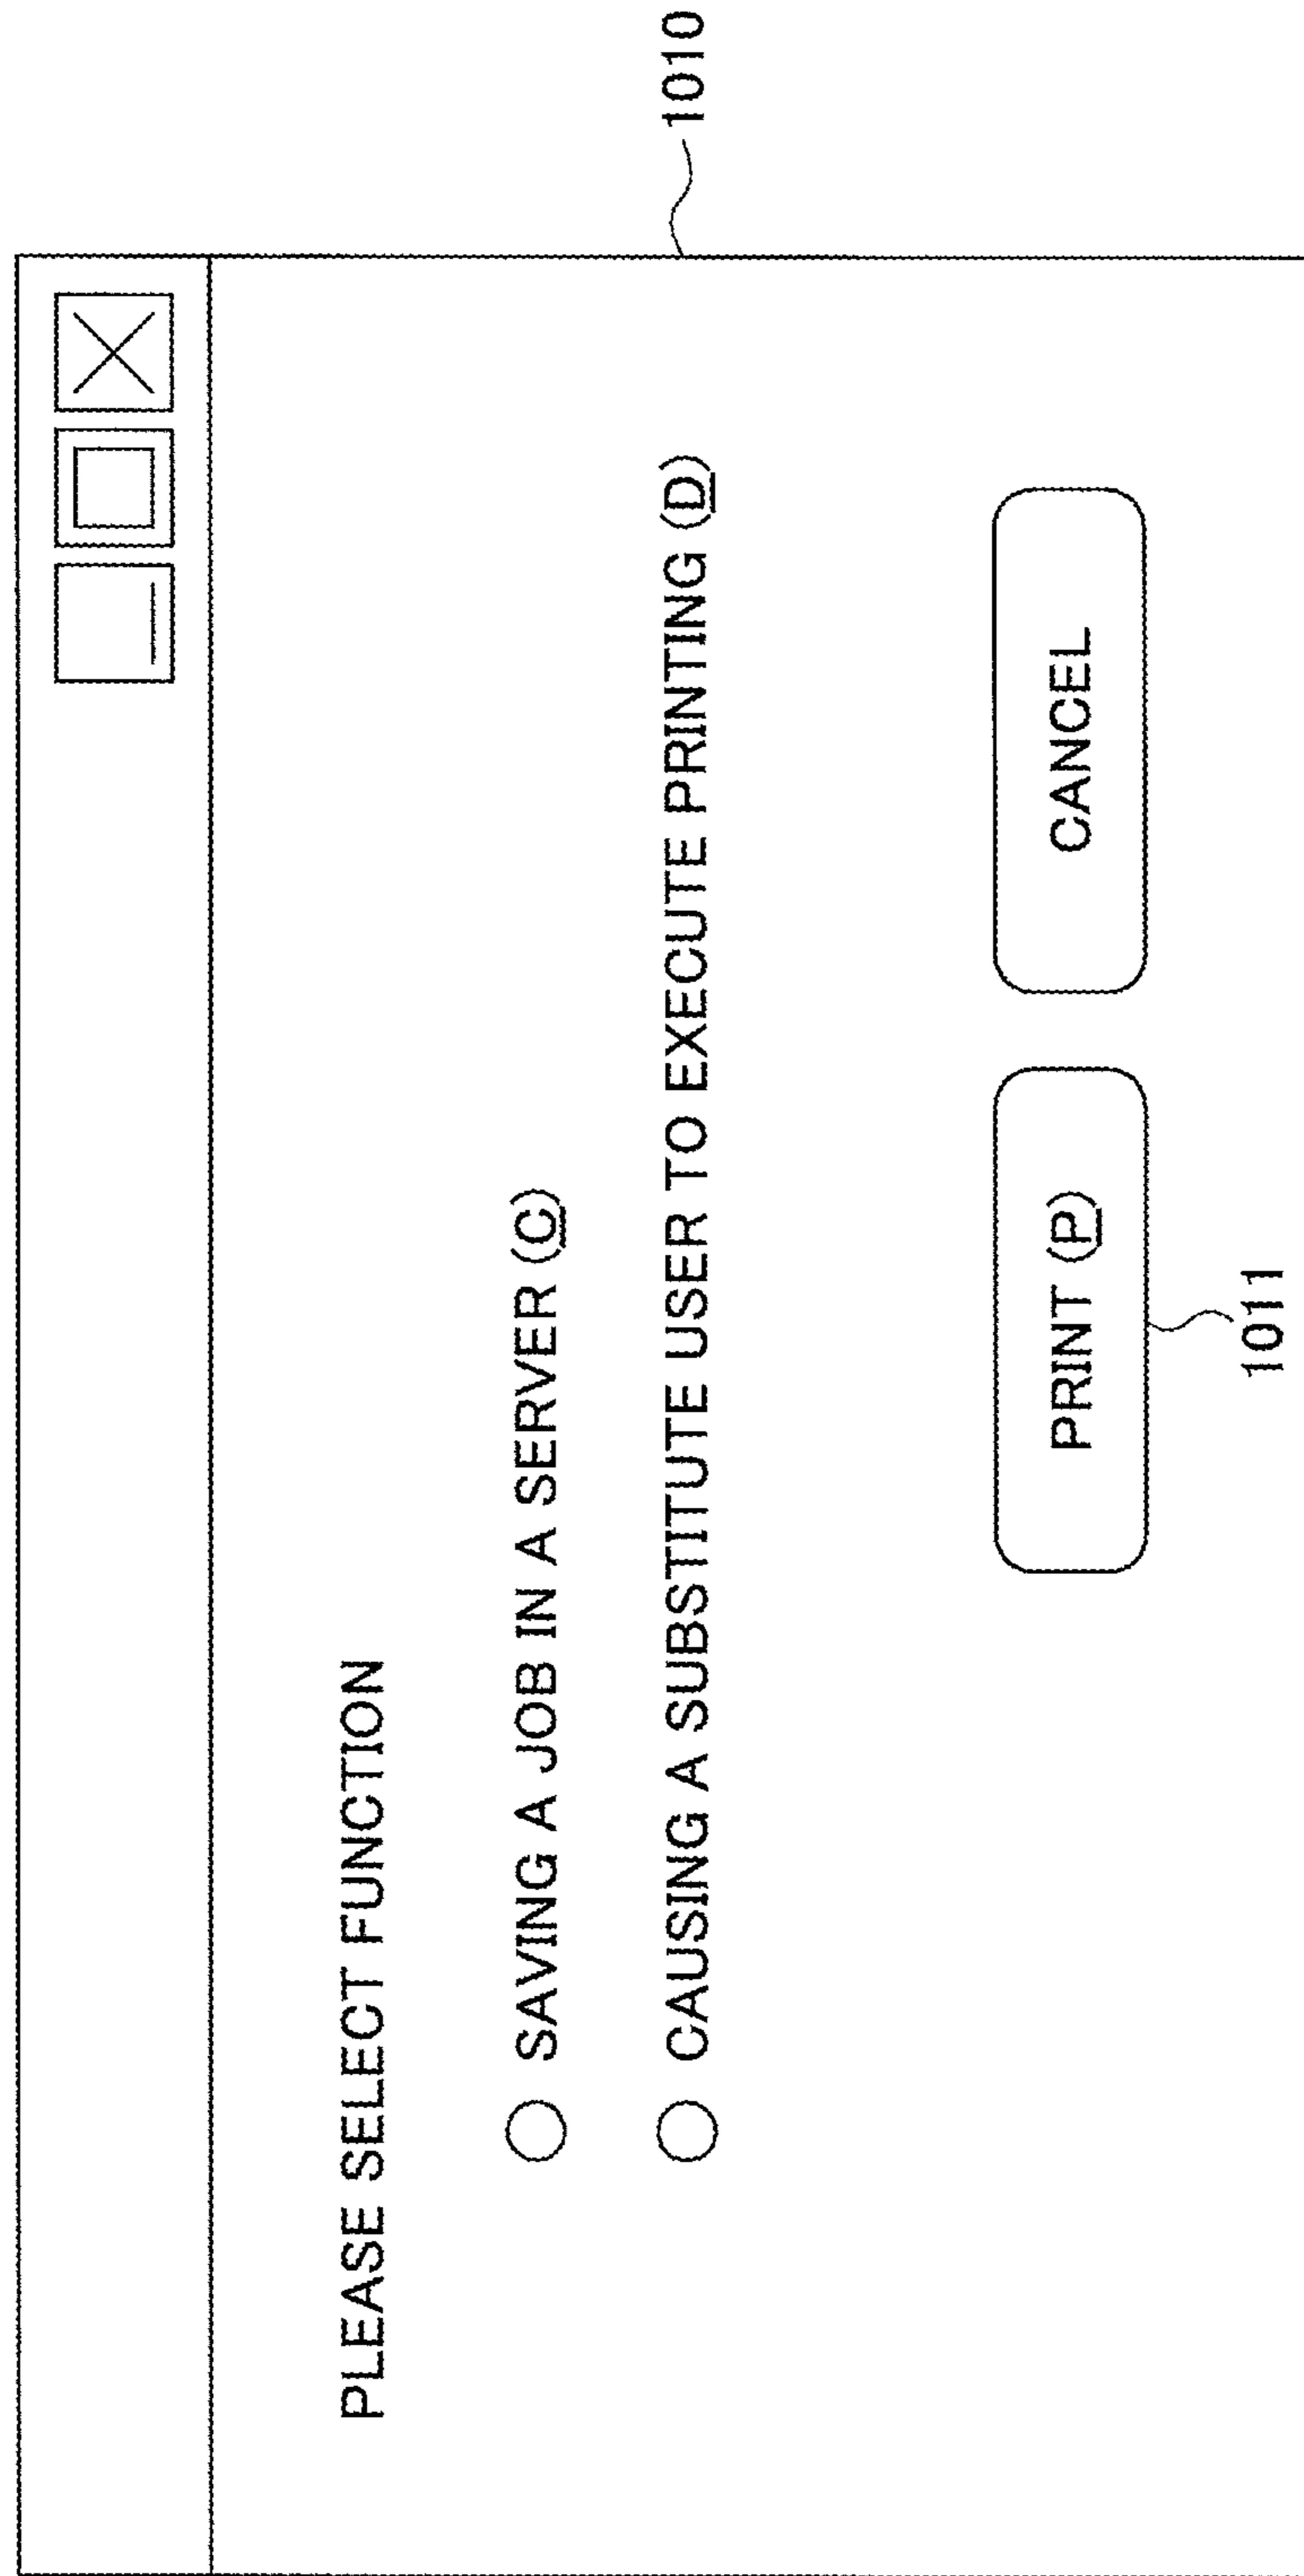 1010
PLEASE SELECT FUNCTION
SAVING A JOB IN A SERVER (C)
CAUSING A SUBSTITUTE USER TO EXECUTE PRINTING (D)
PRINT (P)
CANCEL
1011